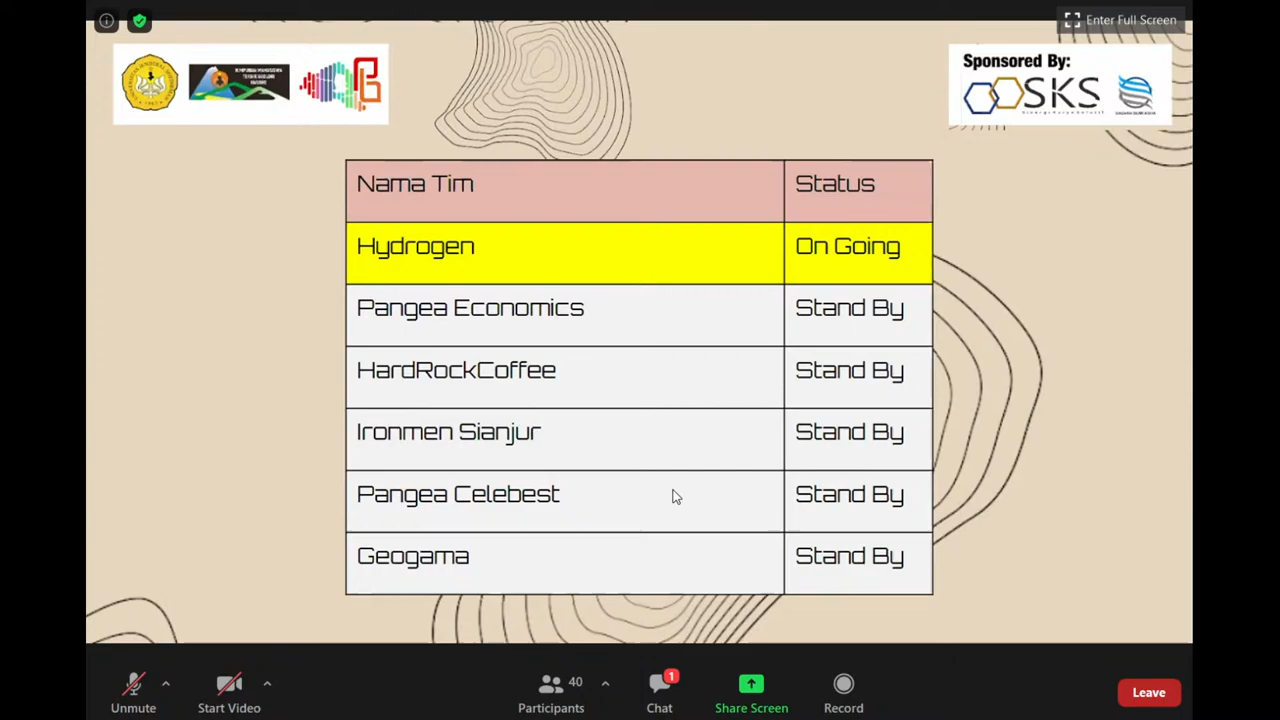 Enter Full Screen
Sponsored By:
SKS
Nama Tim Status
Hydrogen On Going
Pangea Economics Stand By
HardRockCoffee Stand By
Ironmen Sianjur Stand By
Pangea Celebest Stand By
Geogama Stand By
Unmute
Start Video
40
Participants
1
Chat
Share Screen
Record
Leave